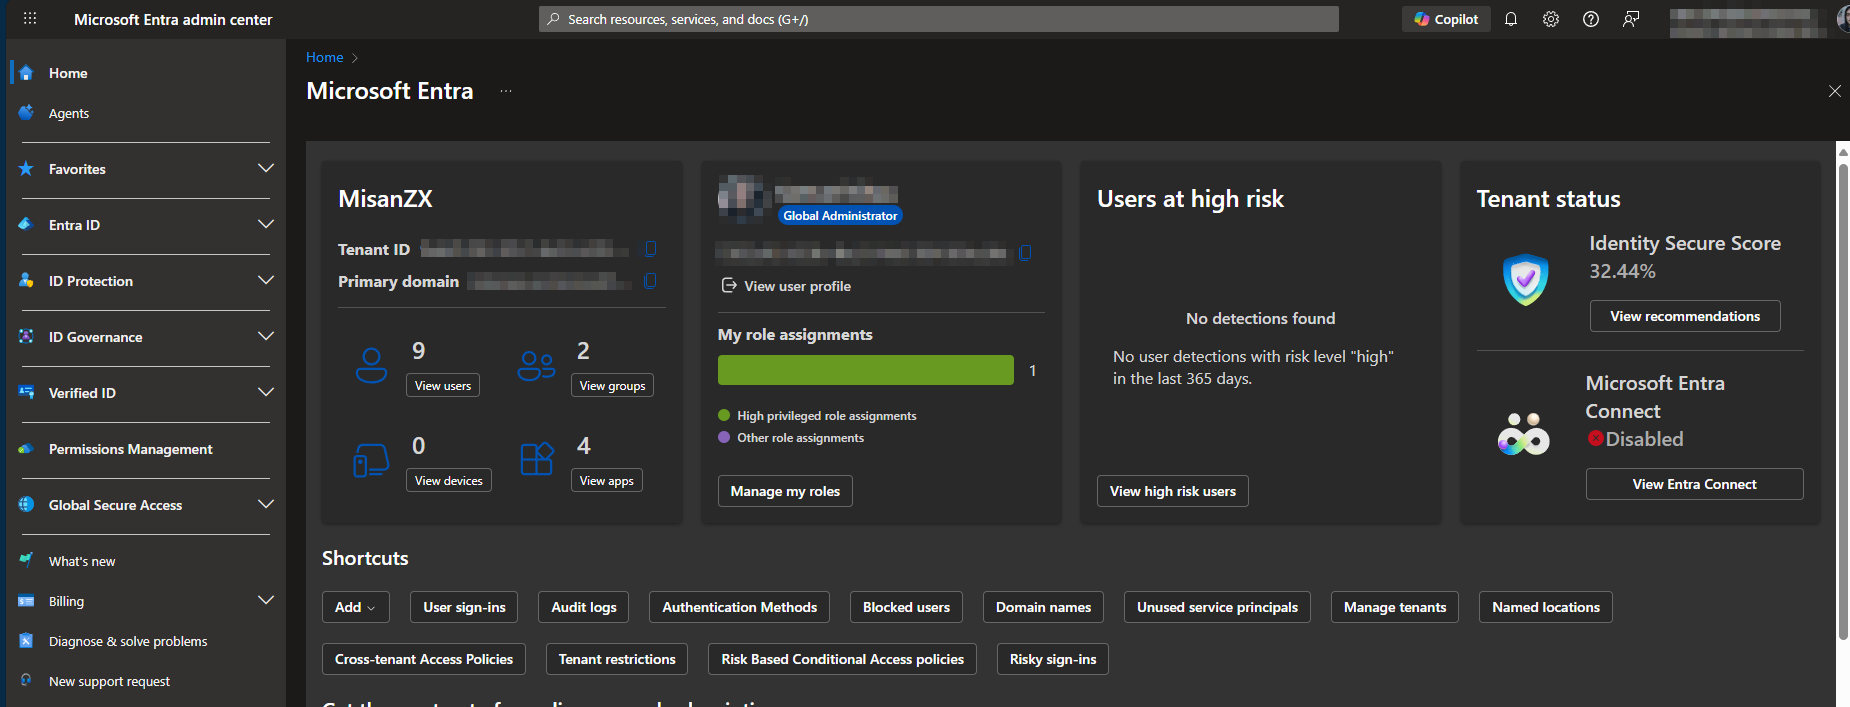 Microsoft Entra admin center
Search resources, services, and docs (G+/)
Copilot
Home
Agents
Favorites
Entra ID
ID Protection
ID Governance
Verified ID
Permissions Management
Global Secure Access
What's new
Billing
Diagnose & solve problems
New support request
Home >
Microsoft Entra ...
MisanZX
Tenant ID
Primary domain
9
View users
2
View groups
0
View devices
4
View apps
Global Administrator
View user profile
My role assignments
1
High privileged role assignments
Other role assignments
Manage my roles
Users at high risk
No detections found
No user detections with risk level "high"
in the last 365 days.
View high risk users
Tenant status
Identity Secure Score
32.44%
View recommendations
Microsoft Entra
Connect
Disabled
View Entra Connect
Shortcuts
Add
User sign-ins
Audit logs
Authentication Methods
Blocked users
Domain names
Unused service principals
Manage tenants
Named locations
Cross-tenant Access Policies
Tenant restrictions
Risk Based Conditional Access policies
Risky sign-ins